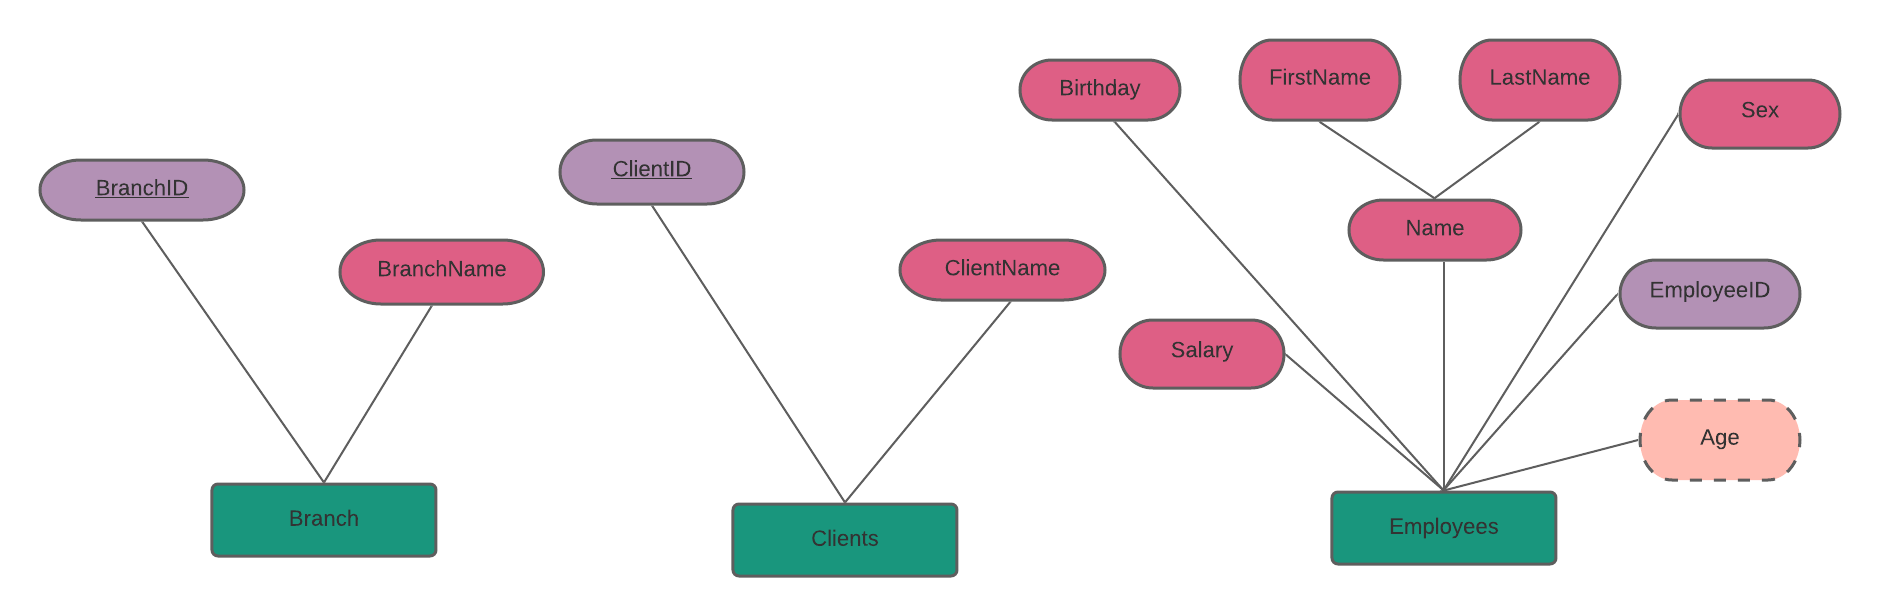 FirstName
LastName
Birthday
Sex
ClientID
BranchID
Name
BranchName
ClientName
EmployeeID
Salary
Age
Branch
Clients
Employees